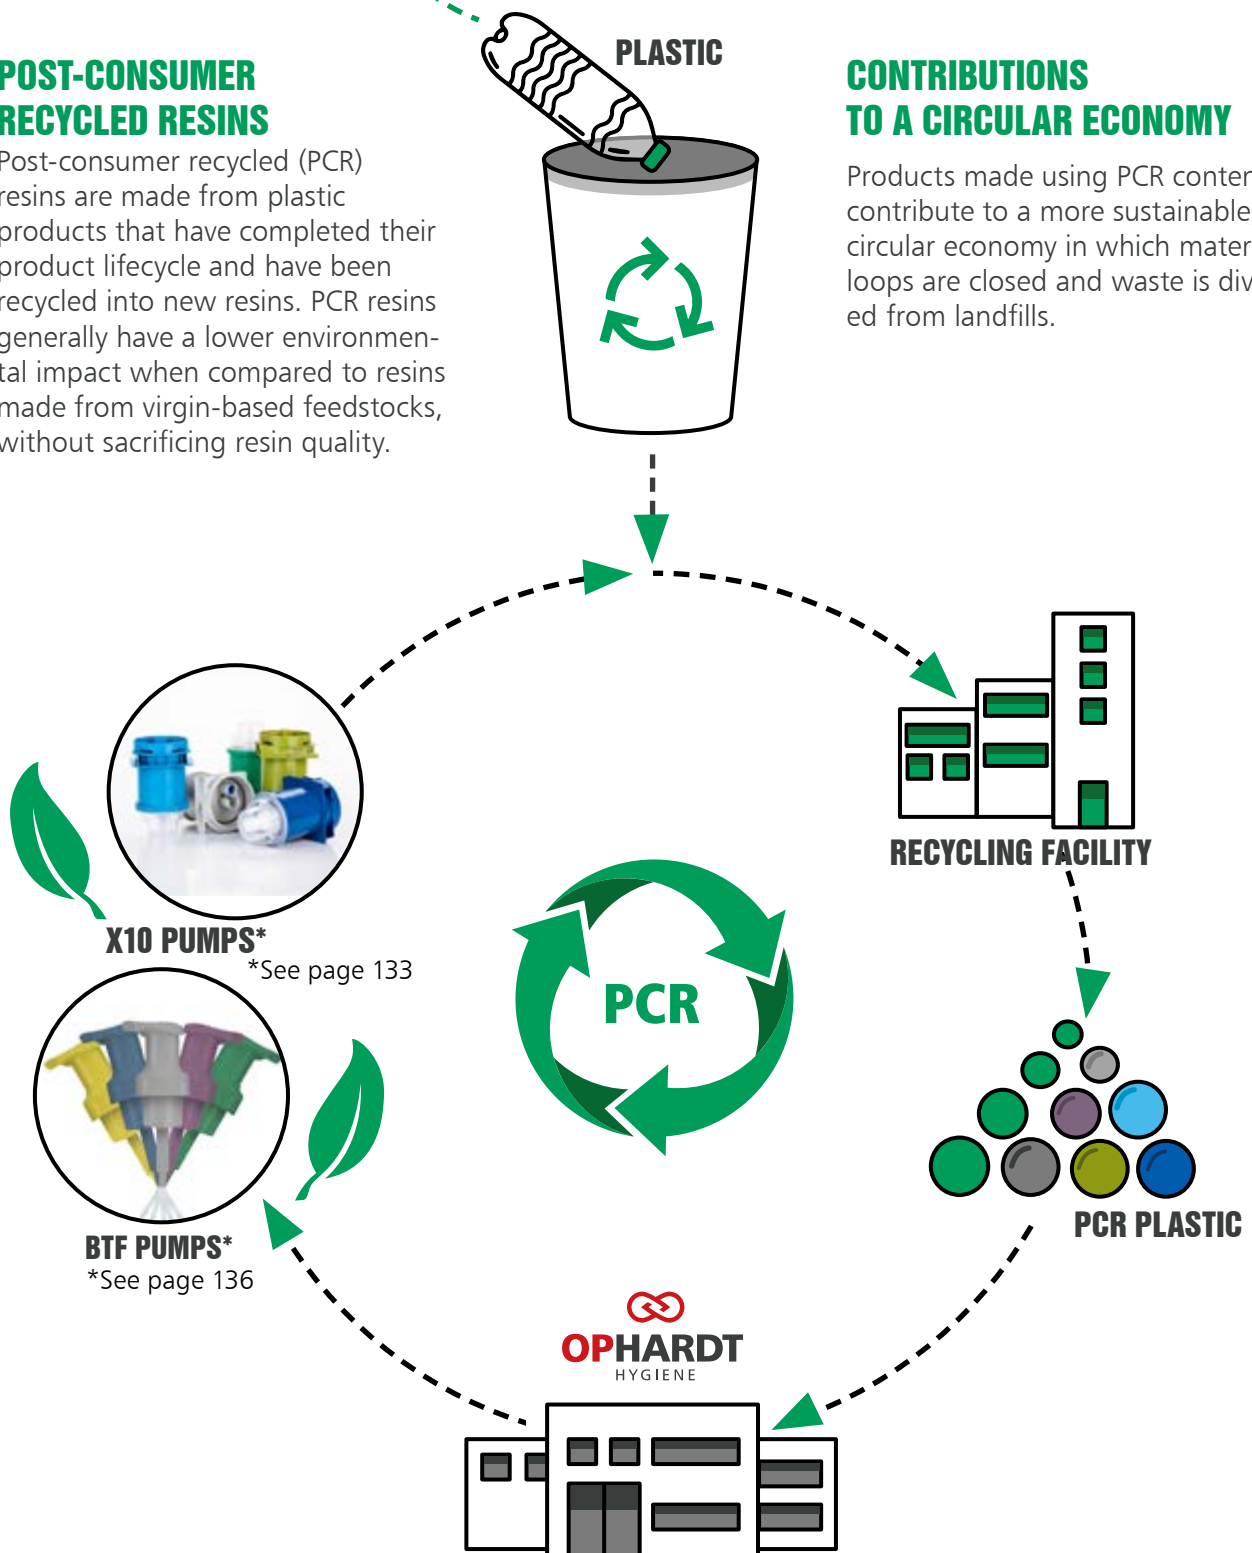 PLASTIC
POST-CONSUMER
RECYCLED RESINS
Post-consumer recycled (PCR)
resins are made from plastic
products that have completed their
product lifecycle and have been
recycled into new resins. PCR resins
generally have a lower environmen-
tal impact when compared to resins
made from virgin-based feedstocks,
without sacrificing resin quality.
CONTRIBUTIONS
TO A CIRCULAR ECONOMY
Products made using PCR conten
contribute to a more sustainable,
circular economy in which mater
loops are closed and waste is div
ed from landfills.
RECYCLING FACILITY
X10 PUMPS*
*See page 133
PCR
PCR PLASTIC
BTF PUMPS*
*See page 136
OPHARDT
HYGIENE